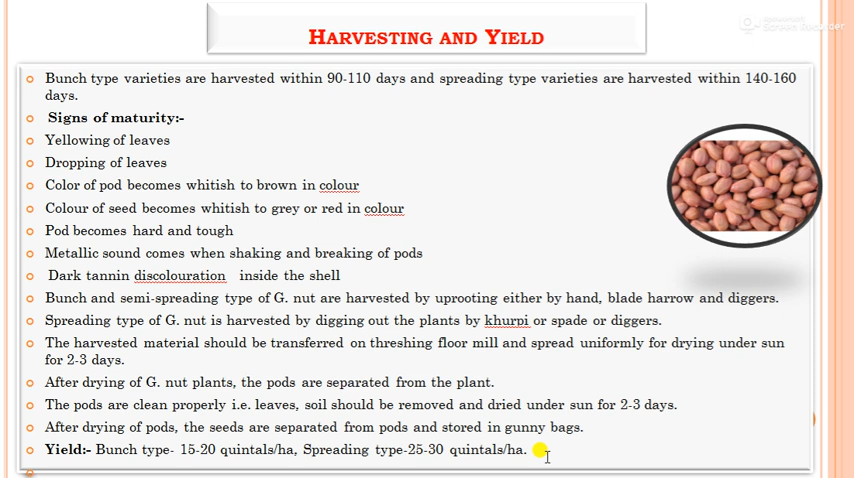 HARVESTING AND YIELD
Screen Recorder
Bunch type varieties are harvested within 90-110 days and spreading type varieties are harvested within 140-160
days.
Signs of maturity:-
Yellowing of leaves
Dropping of leaves
Color of pod becomes whitish to brown in colour
Colour of seed becomes whitish to grey or red in colour
Pod becomes hard and tough
Metallic sound comes when shaking and breaking of pods
Dark tannin discolouration inside the shell
Bunch and semi-spreading type of G. nut are harvested by uprooting either by hand, blade harrow and diggers.
Spreading type of G. nut is harvested by digging out the plants by khurpi or spade or diggers.
The harvested material should be transferred on threshing floor mill and spread uniformly for drying under sun
for 2-3 days.
After drying of G. nut plants, the pods are separated from the plant.
The pods are clean properly i.e. leaves, soil should be removed and dried under sun for 2-3 days.
After drying of pods, the seeds are separated from pods and stored in gunny bags.
Yield:- Bunch type- 15-20 quintals/ha, Spreading type-25-30 quintals/ha.